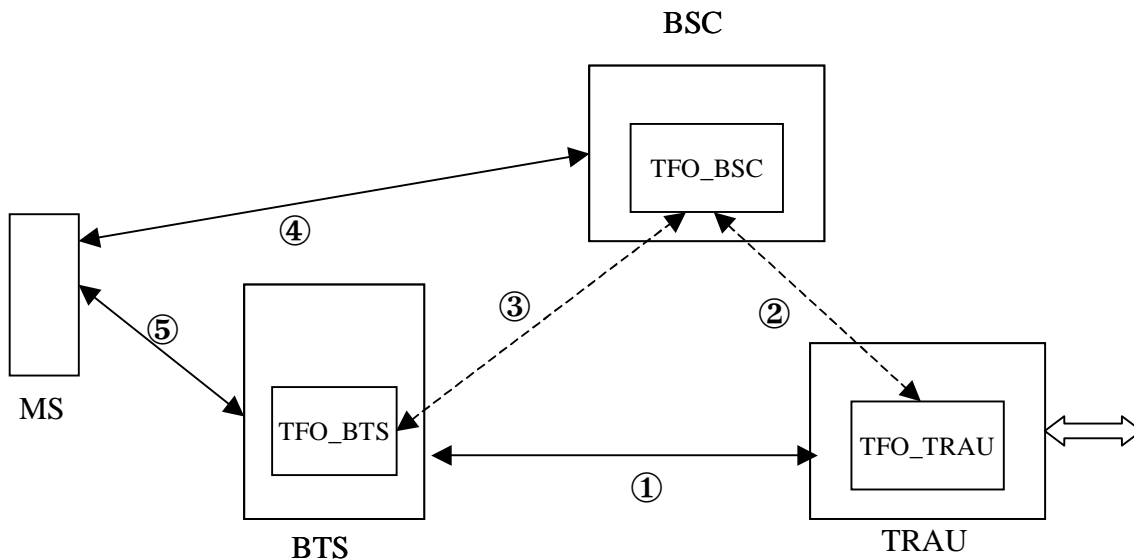 BSC
TFO_BSC
④
③
②
⑤
MS
TFO_BTS
TFO_TRAU
①
BTS
TRAU